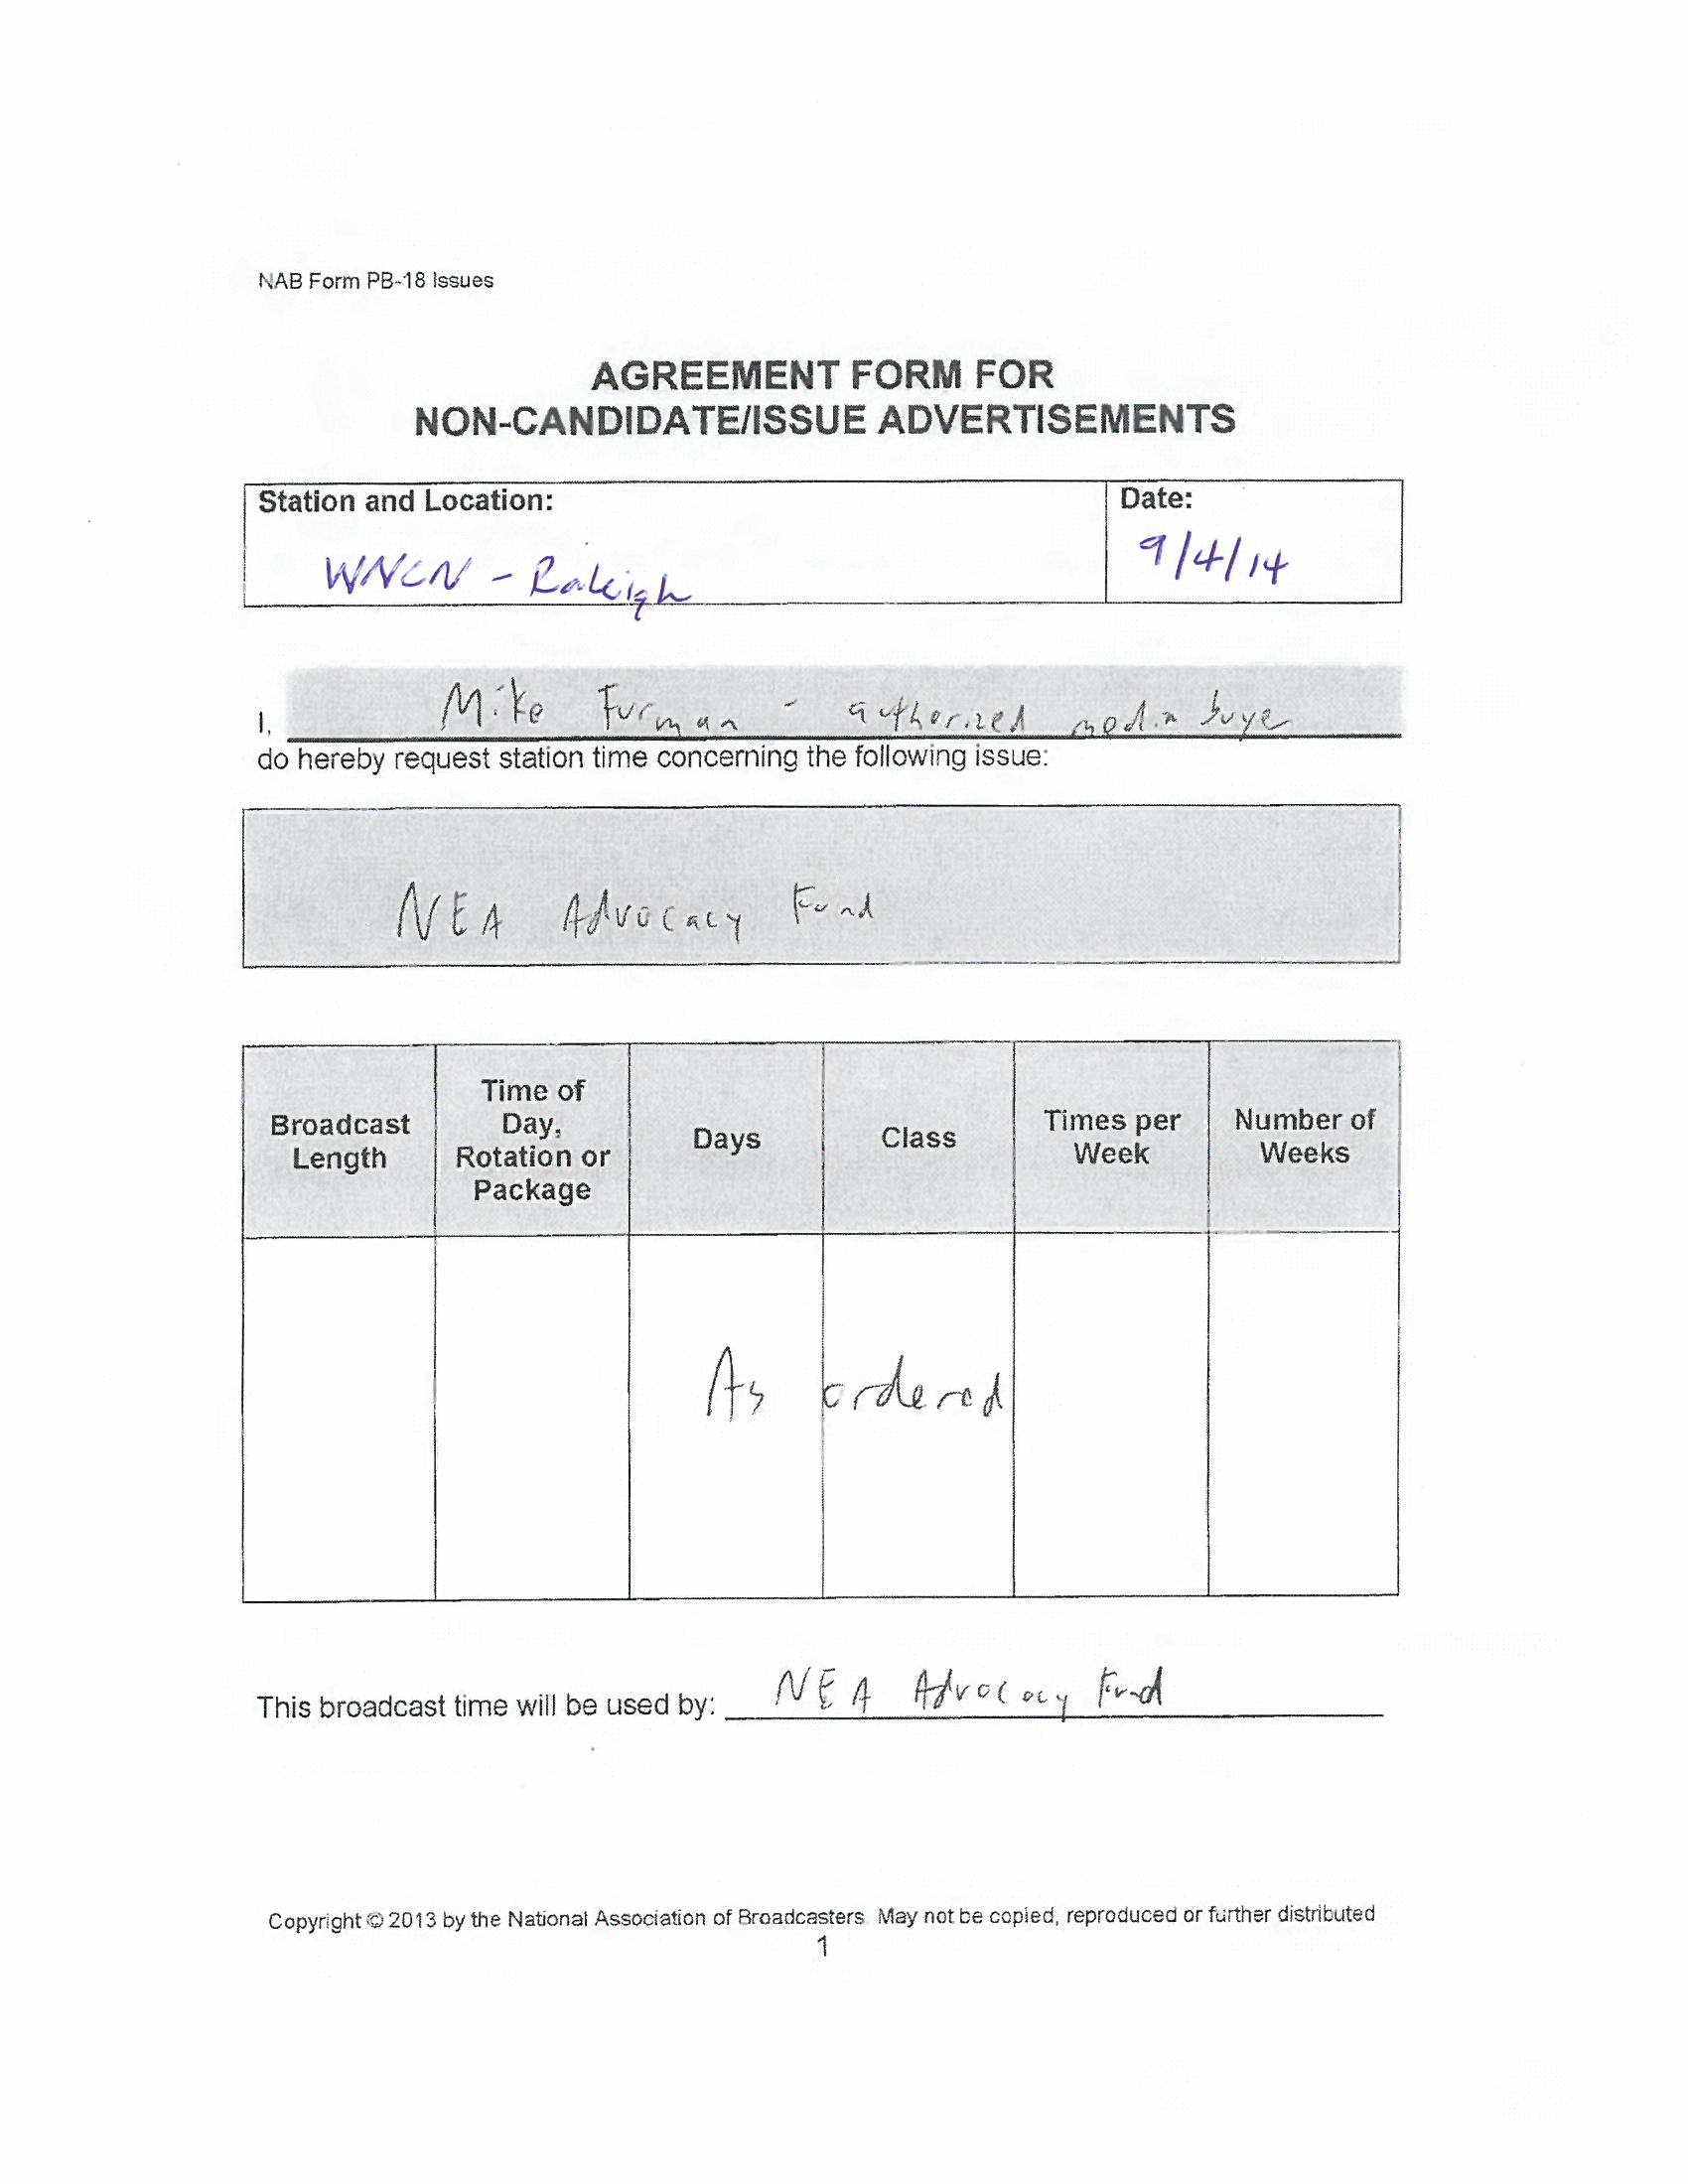 NAB Form PB-18 Issues
AGREEMENT FORM FOR
NON-CANDIDATE/ISSUE ADVERTISEMENTS
Station and Location:
Date:
WNCN - Raleigh
9/4/14
I, Mike Furman - authorized media buyer
do hereby request station time concerning the following issue:
NEA Advocacy Fund
Broadcast Length
Time of Day, Rotation or Package
Days
Class
Times per Week
Number of Weeks
As ordered
This broadcast time will be used by: NEA Advocacy Fund
Copyright © 2013 by the National Association of Broadcasters. May not be copied, reproduced or further distributed
1